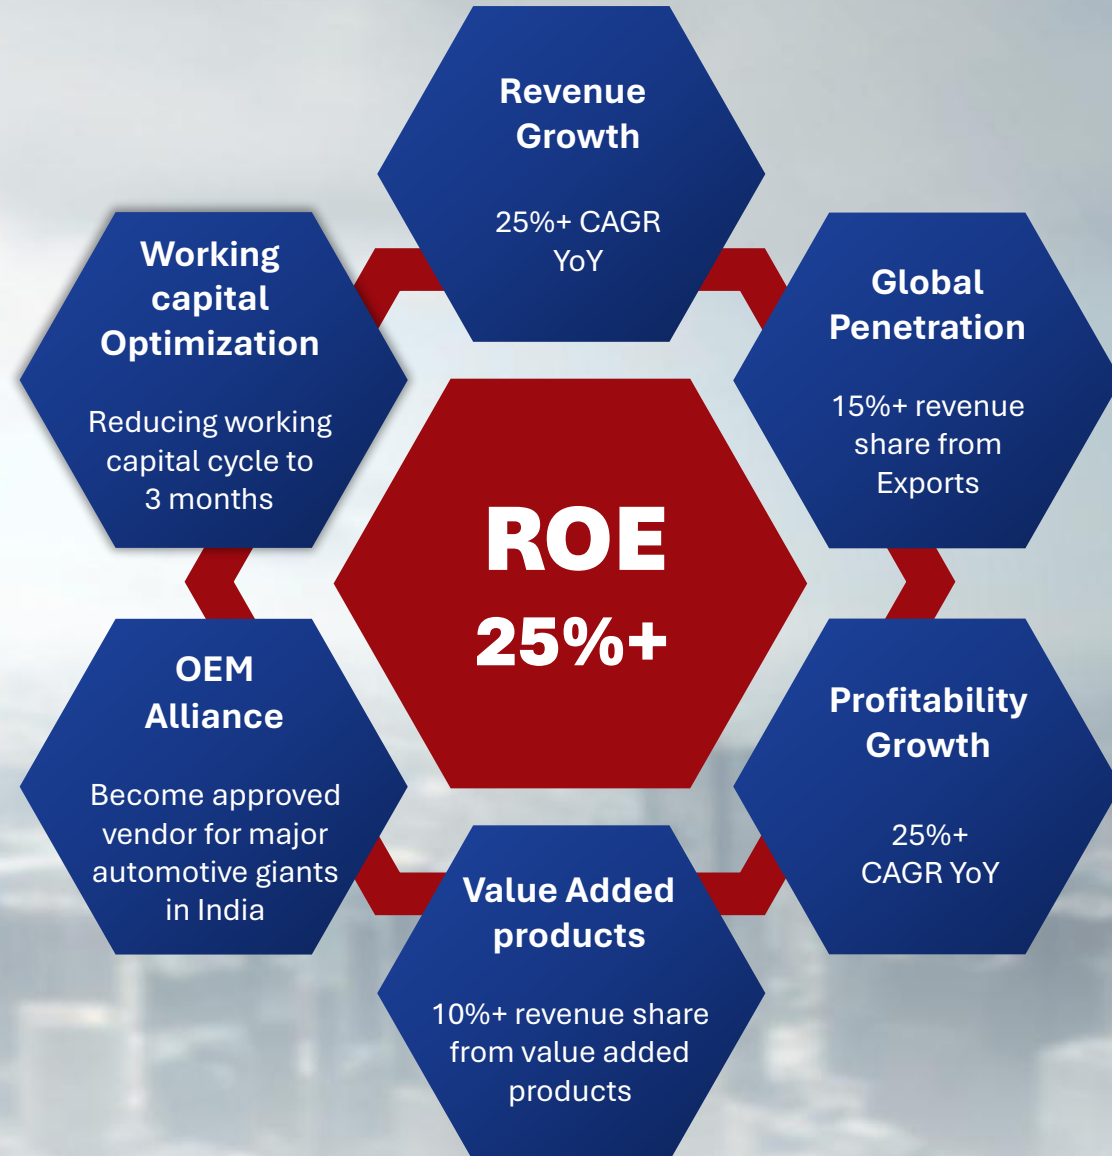 Revenue
Growth
25%+ CAGR
YoY
Working
capital
Optimization
Reducing working
capital cycle to
3 months
Global
Penetration
15%+ revenue
share from
Exports
ROE
25%+
OEM
Alliance
Become approved
vendor for major
automotive giants
in India
Profitability
Growth
25%+
CAGR YoY
Value Added
products
10%+ revenue share
from value added
products